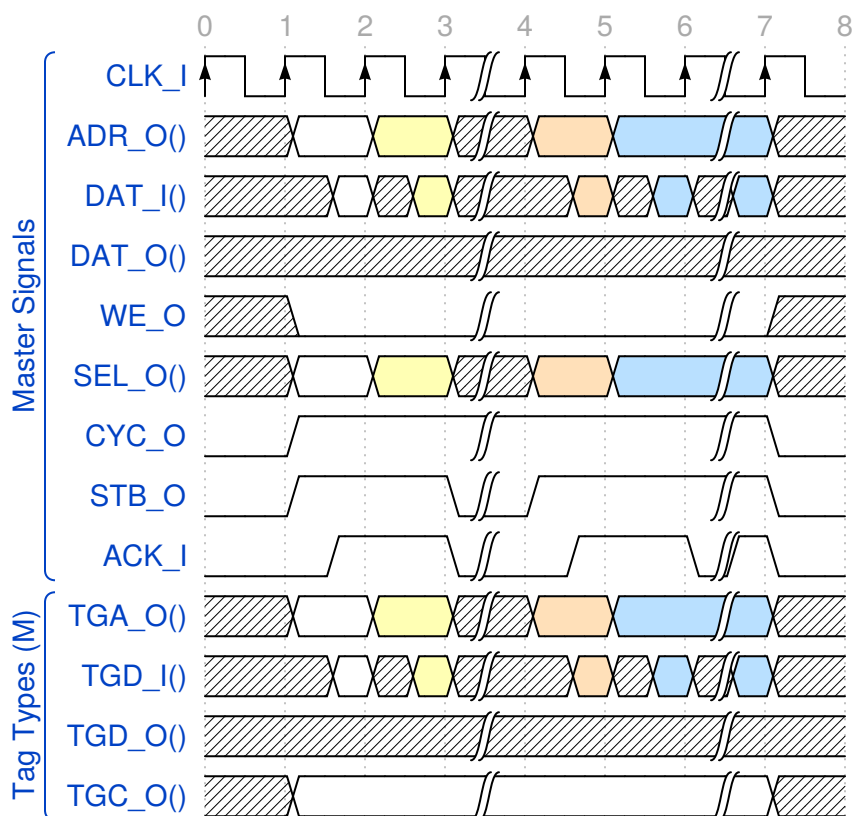 0 1 2 3 4 5 6 7 8
Master Signals
CLK_I
ADR_O()
DAT_I()
DAT_O()
WE_O
SEL_O()
CYC_O
STB_O
ACK_I
Tag Types (M)
TGA_O()
TGD_I()
TGD_O()
TGC_O()